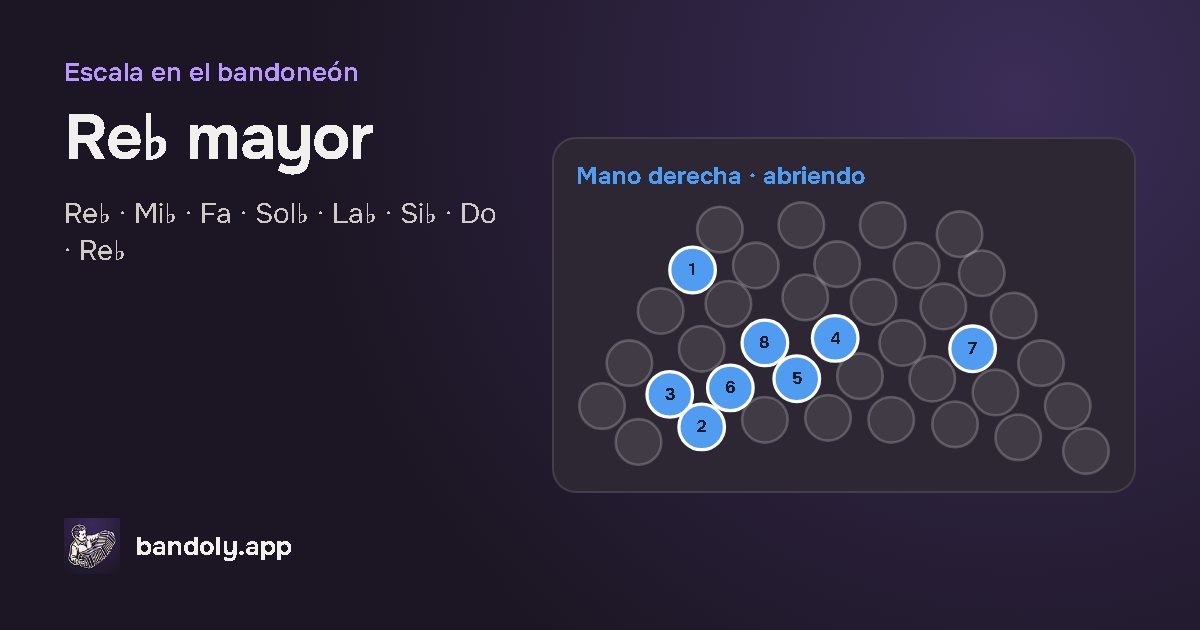 Escala en el bandoneón
Re♭ mayor
Re♭ · Mi♭ · Fa · Sol♭ · La♭ · Si♭ · Do
· Re♭
Mano derecha · abriendo
1
8
4
7
3
6
5
2
bandoly.app